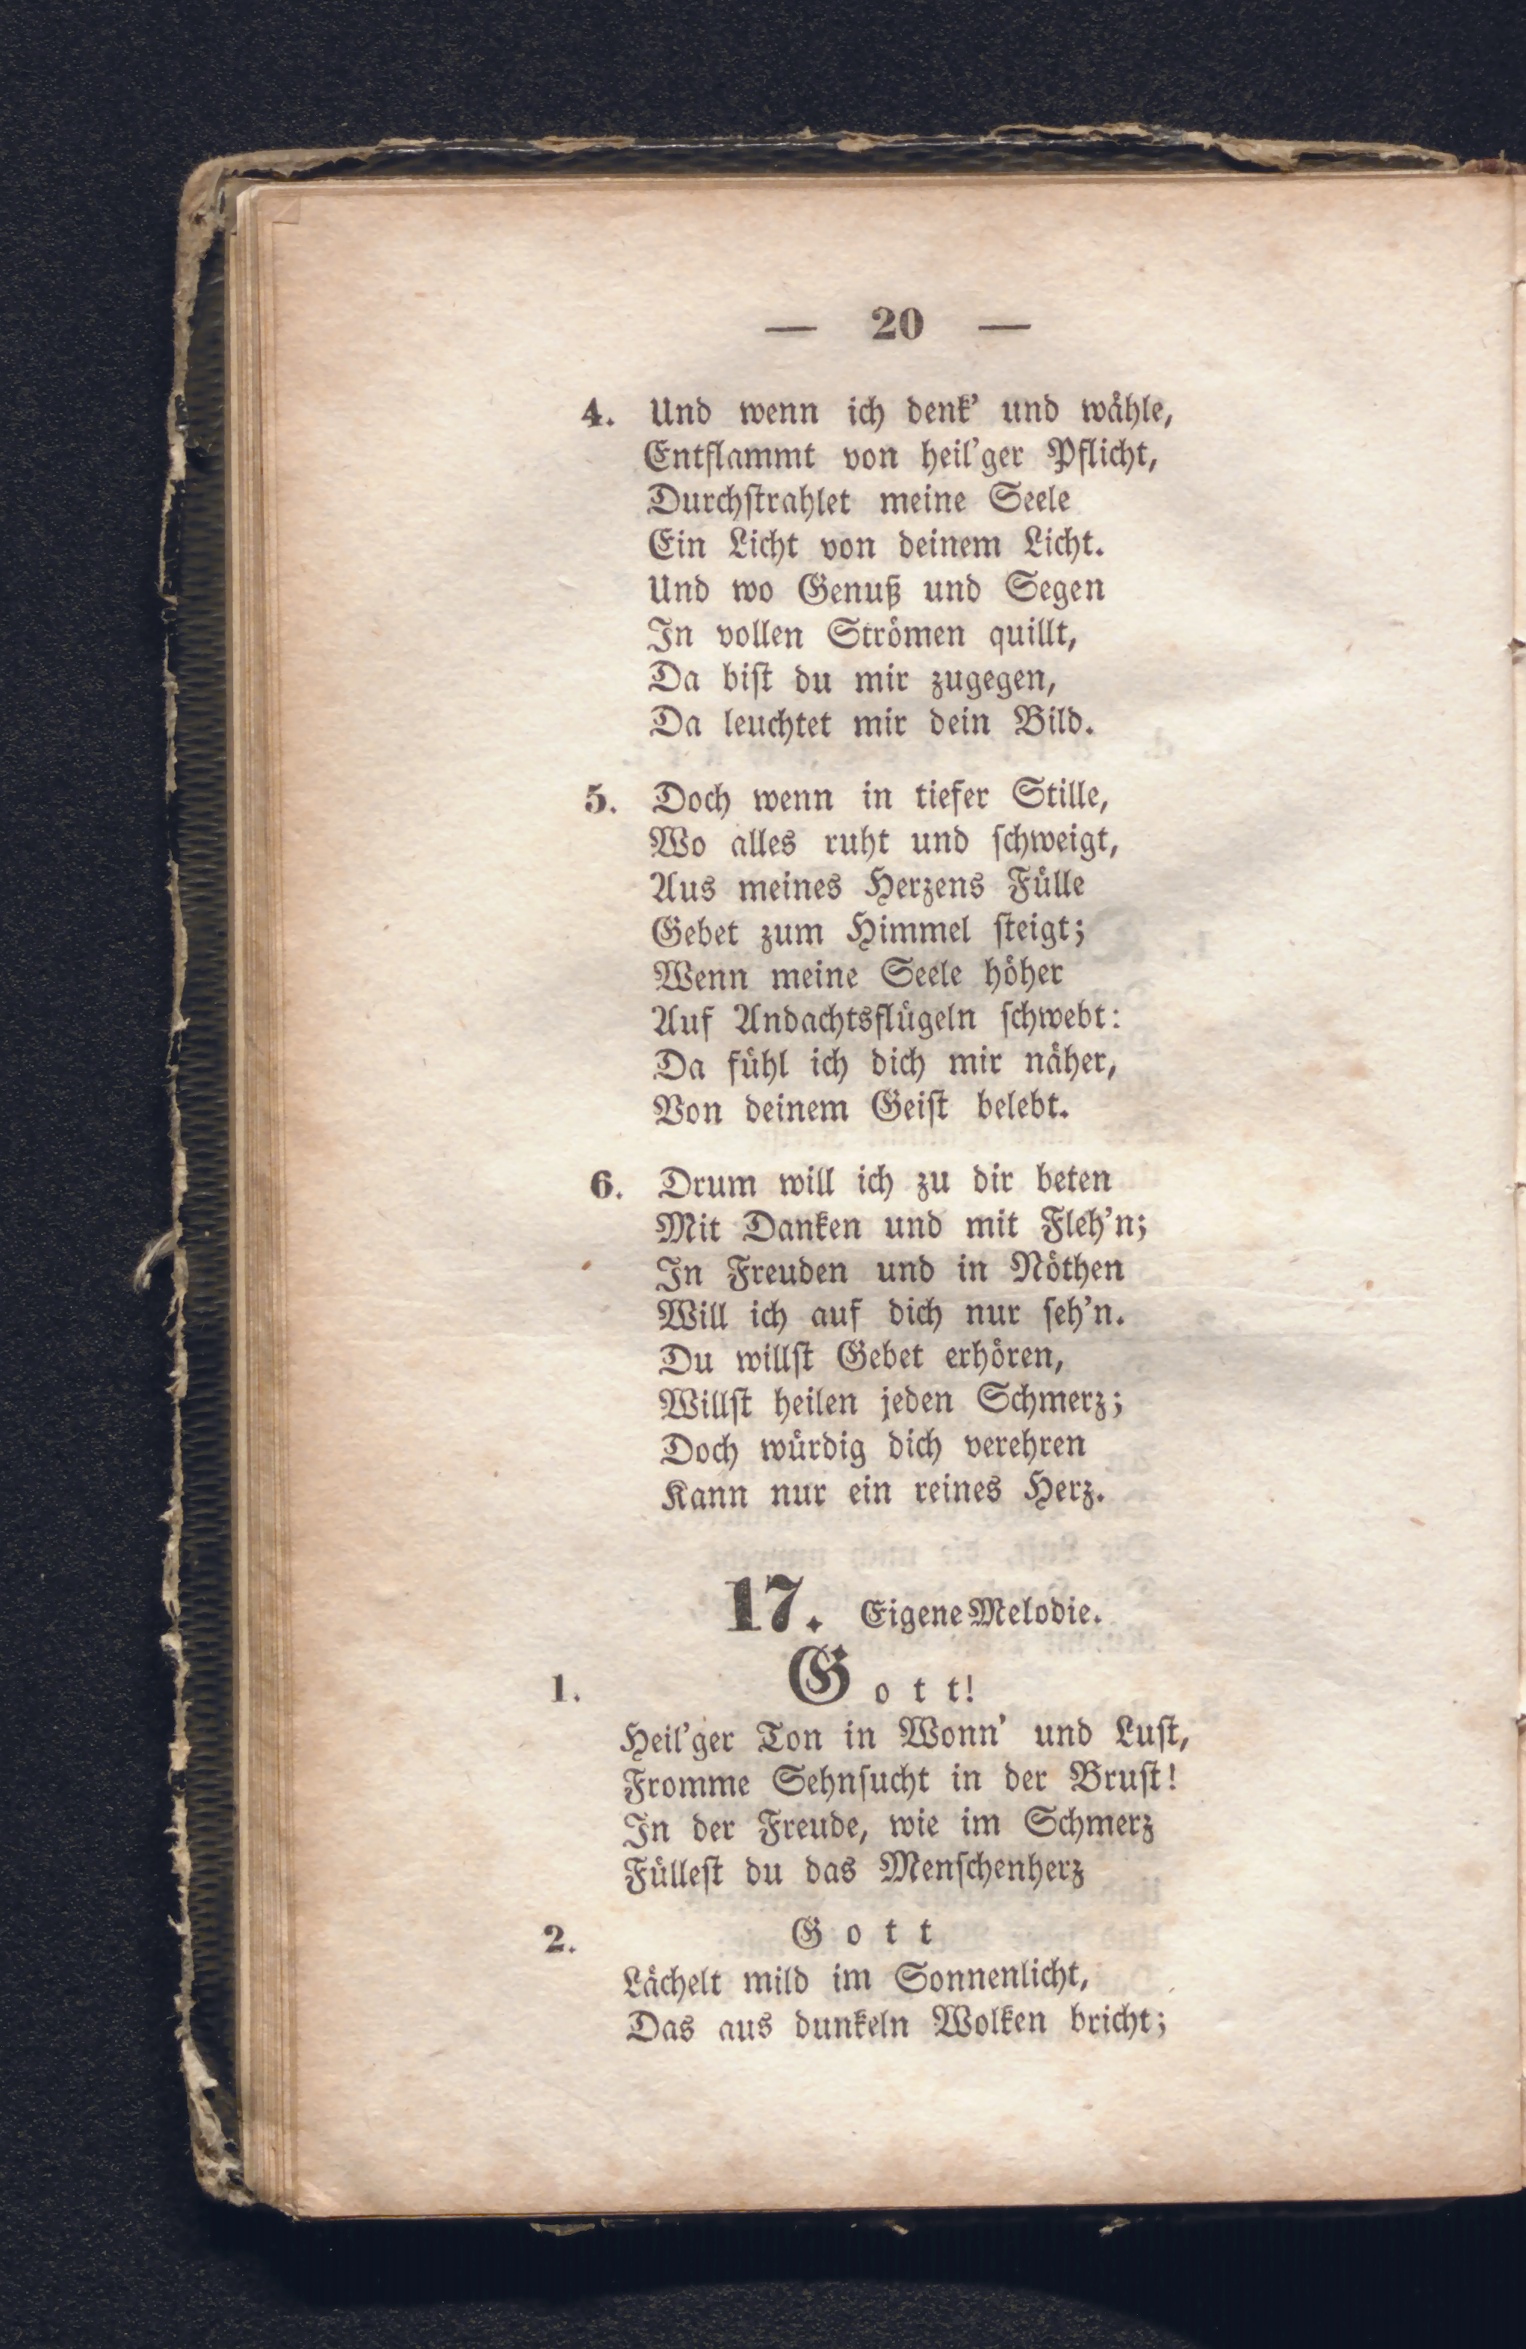 — 20 —
4. Und wenn ich denk' und wähle,
Entflammt von heil'ger Pflicht,
Durchstrahlet meine Seele
Ein Licht von deinem Licht.
Und wo Genuß und Segen
In vollen Strömen quillt,
Da bist du mir zugegen,
Da leuchtet mir dein Bild.
5. Doch wenn in tiefer Stille,
Wo alles ruht und schweigt,
Aus meines Herzens Fülle
Gebet zum Himmel steigt;
Wenn meine Seele höher
Auf Andachtsflügeln schwebt:
Da fühl ich dich mir näher,
Von deinem Geist belebt.
6. Drum will ich zu dir beten
Mit Danken und mit Fleh'n;
In Freuden und in Nöthen
Will ich auf dich nur seh'n.
Du willst Gebet erhören,
Willst heilen jeden Schmerz;
Doch würdig dich verehren
Kann nur ein reines Herz.
17. Eigene Melodie.
1. Gott!
Heil'ger Ton in Wonn' und Lust,
Fromme Sehnsucht in der Brust!
In der Freude, wie im Schmerz
Füllest du das Menschenherz
2. Gott
Lächelt mild im Sonnenlicht,
Das aus dunkeln Wolken bricht;